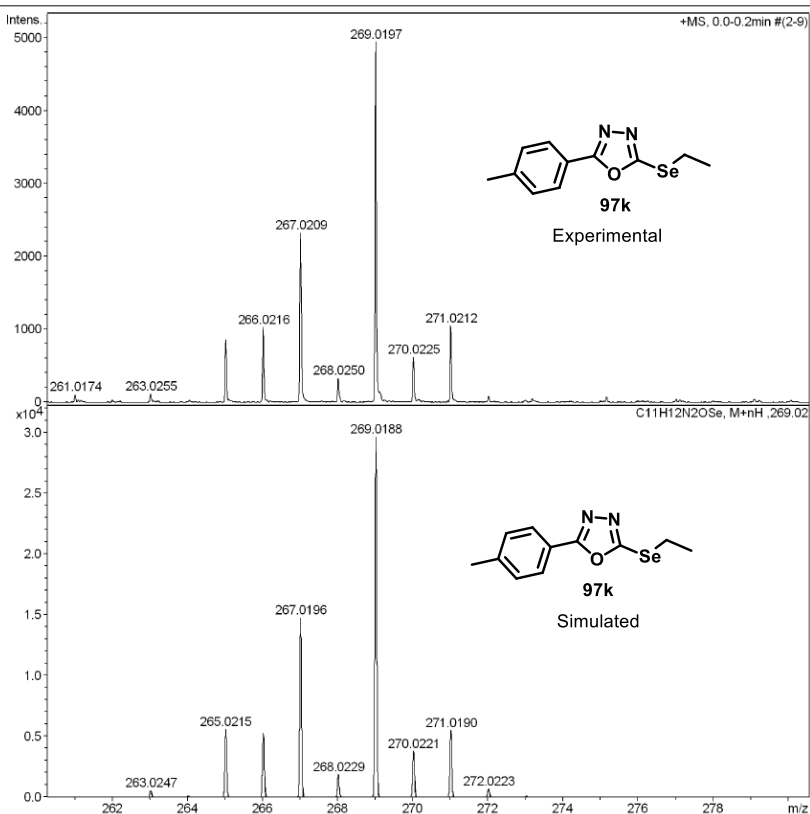 Intens.
+MS, 0.0-0.2min #(2-9)
5000
4000
3000
2000
1000
0
269.0197
267.0209
266.0216
268.0250
270.0225
271.0212
261.0174
263.0255
N N
O
Se
97k
Experimental
x10^4
C11H12N2OSe, M+nH ,269.02
3.0
2.5
2.0
1.5
1.0
0.5
0.0
269.0188
267.0196
265.0215
263.0247
268.0229
270.0221
271.0190
272.0223
N N
O
Se
97k
Simulated
262 264 266 268 270 272 274 276 278 m/z